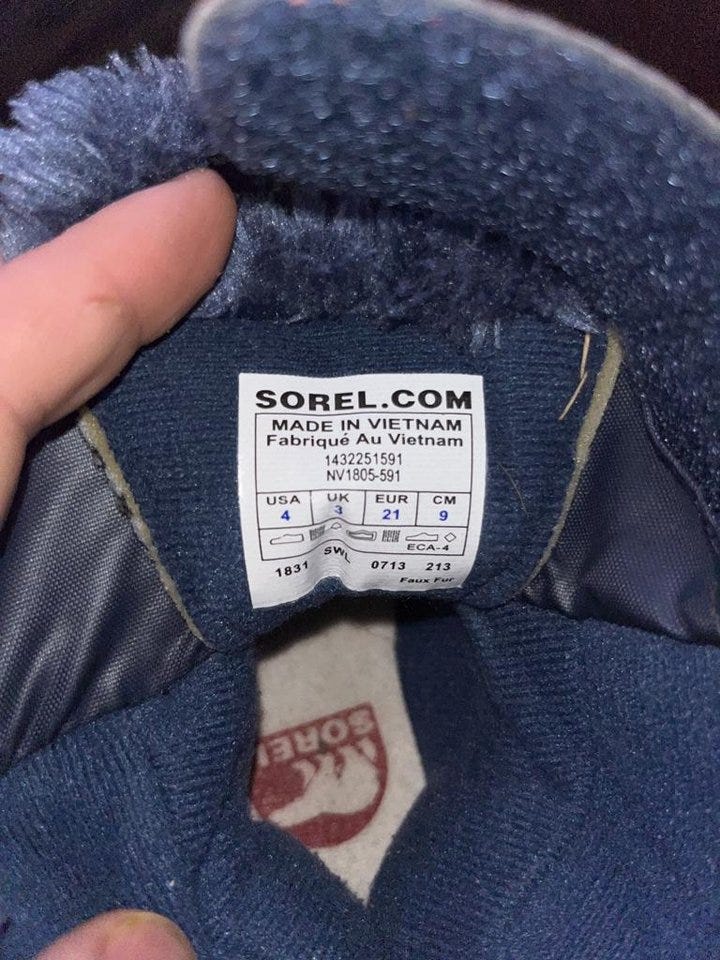 SOREL.COM
MADE IN VIETNAM
Fabriqué Au Vietnam
1432251591
NV1805-591
USA UK EUR CM
4 3 21 9
ECA-4
1831 SWL 0713 213
Faux Fur
SOREL